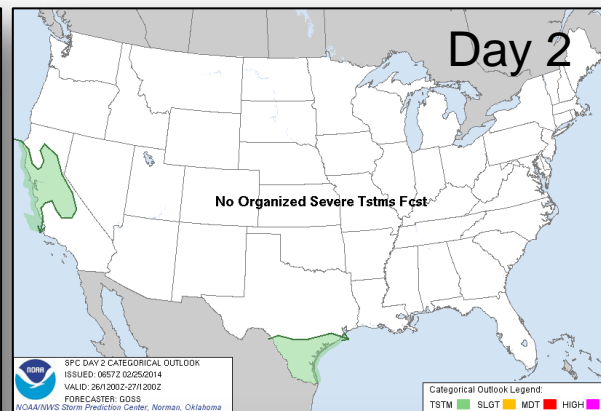 Day 2
No Organized Severe Tstms Fcst
NOAA
SPC DAY 2 CATEGORICAL OUTLOOK
ISSUED: 0657Z 02/25/2014
VALID: 26/1200Z-27/1200Z
FORECASTER: GOSS
NOAA/NWS Storm Prediction Center, Norman, Oklahoma
Categorical Outlook Legend:
TSTM SLGT MDT HIGH